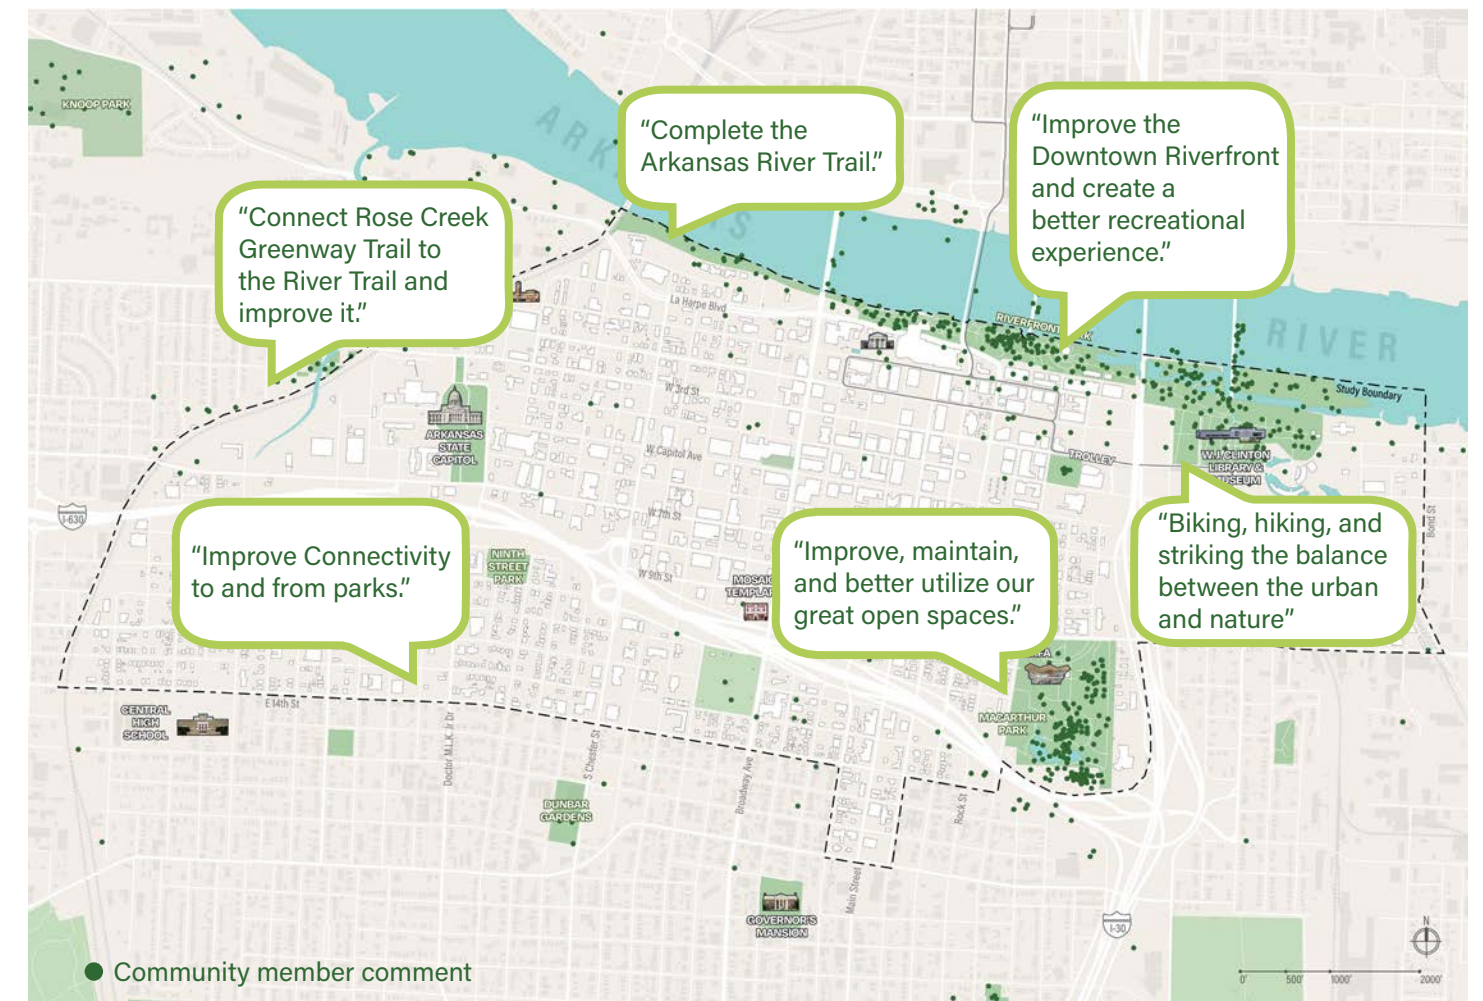 KNOOP PARK
ARKANSAS
RIVER
“Complete the
Arkansas River Trail.”
“Improve the
Downtown Riverfront
and create a
better recreational
experience.”
“Connect Rose Creek
Greenway Trail to
the River Trail and
improve it.”
La Harpe Blvd
RIVERFRONT PARK
Study Boundary
W 3rd St
ARKANSAS
STATE
CAPITOL
W Capitol Ave
TROLLEY
W.J. CLINTON
LIBRARY &
MUSEUM
I-630
W 7th St
Bond St
“Improve Connectivity
to and from parks.”
NINTH
STREET
PARK
W 9th St
MOSAIC
TEMPLAR
“Improve, maintain,
and better utilize our
great open spaces.”
“Biking, hiking, and
striking the balance
between the urban
and nature”
MACARTHUR
PARK
E 14th St
CENTRAL
HIGH
SCHOOL
Doctor M.L.K. Jr Dr
S Chester St
Broadway Ave
Rock St
DUNBAR
GARDENS
Main Street
GOVERNOR'S
MANSION
I-30
N
0' 500' 1000' 2000'
Community member comment